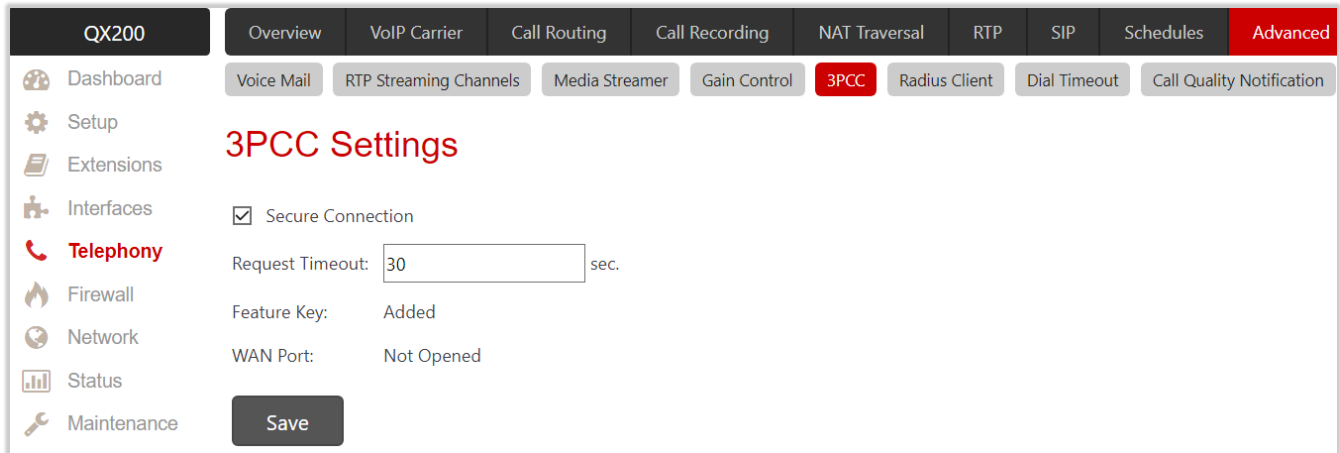 QX200 Overview VoIP Carrier Call Routing Call Recording NAT Traversal RTP SIP Schedules Advanced
Dashboard
Setup
Extensions
Interfaces
Telephony
Firewall
Network
Status
Maintenance
Voice Mail RTP Streaming Channels Media Streamer Gain Control 3PCC Radius Client Dial Timeout Call Quality Notification
3PCC Settings
Secure Connection
Request Timeout: 30 sec.
Feature Key: Added
WAN Port: Not Opened
Save